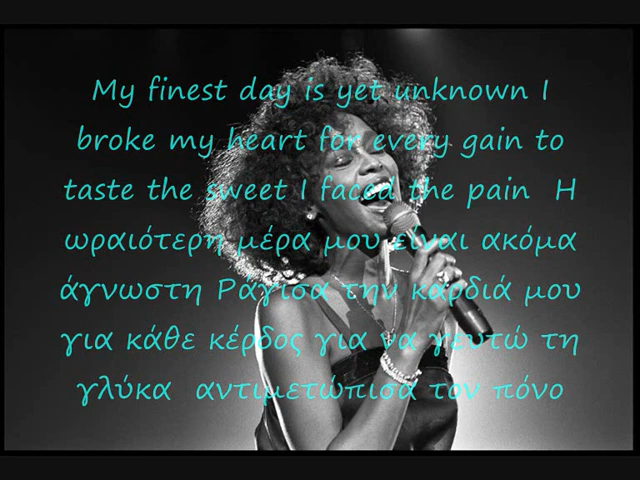 My finest day is yet unknown I
broke my heart for every gain to
taste the sweet I faced the pain Η
ωραιότερη μέρα μου είναι ακόμα
άγνωστη Ράγισα την καρδιά μου
για κάθε κέρδος για να γευτώ τη
γλύκα αντιμετώπισα τον πόνο